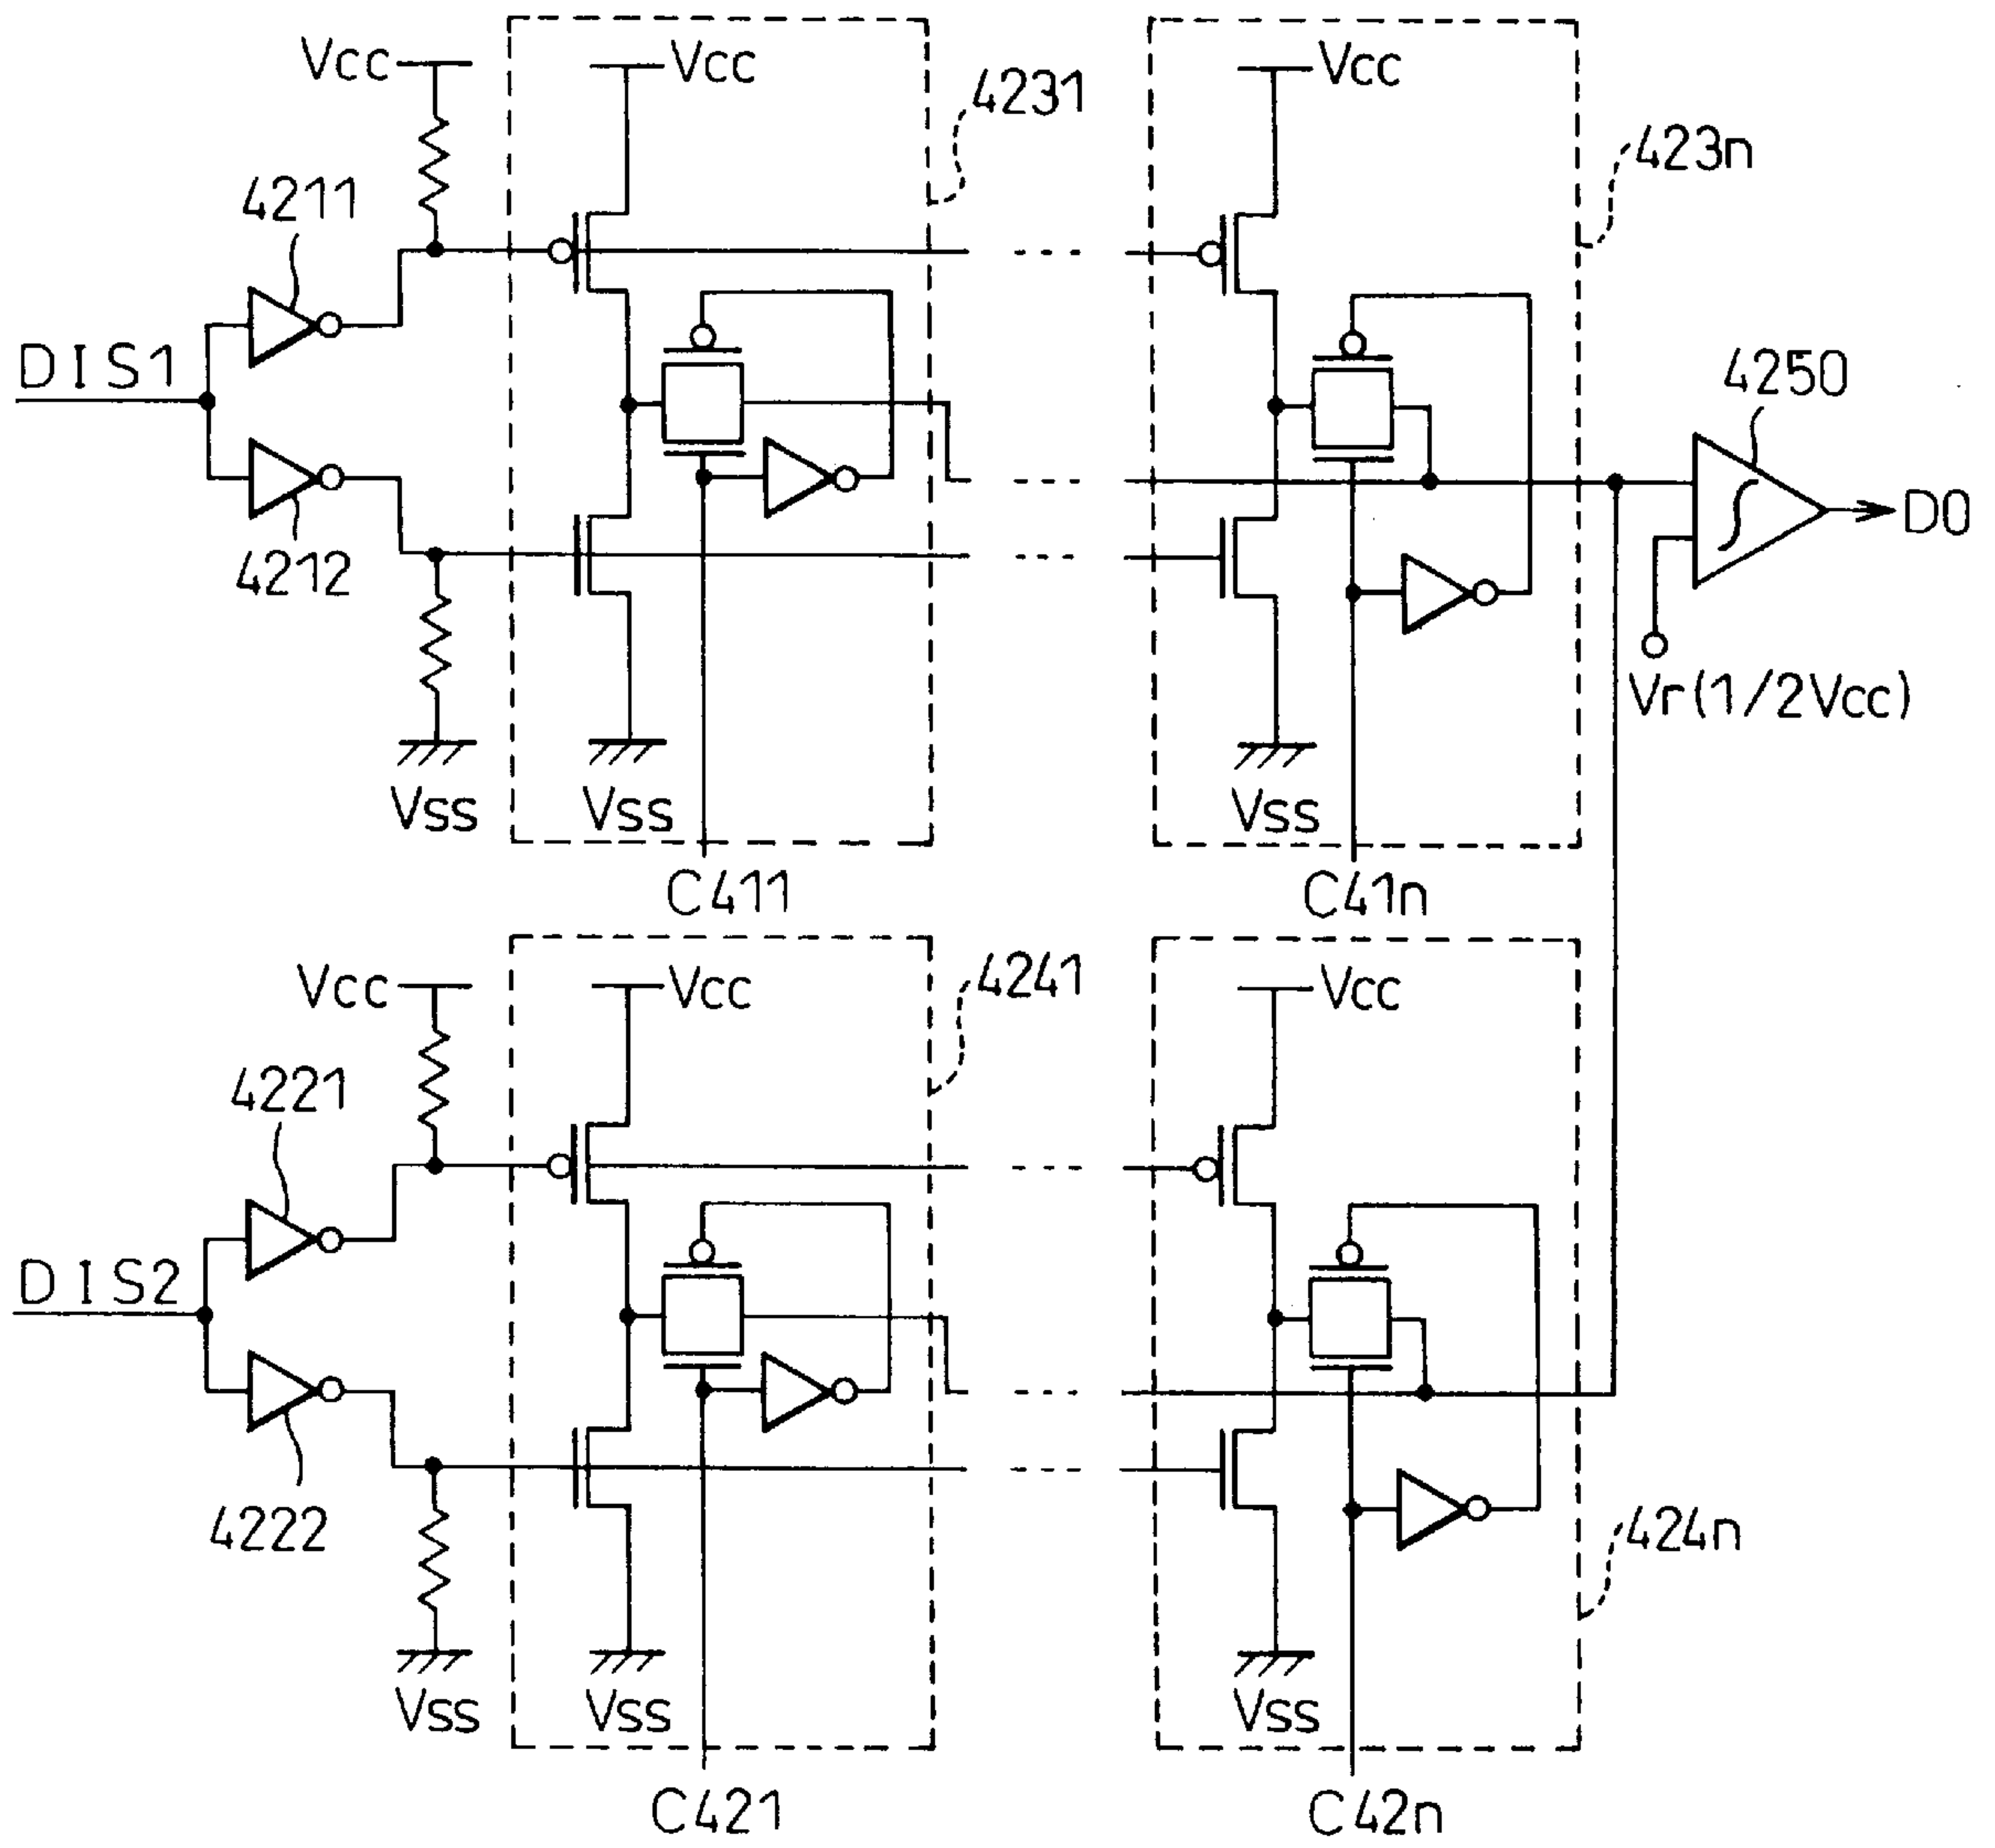 Vcc
Vcc
4231
Vcc
423n
4211
DIS1
4212
4250
DO
Vr(1/2Vcc)
Vss
Vss
Vss
C411
C41n
Vcc
Vcc
4241
Vcc
4221
DIS2
4222
424n
Vss
Vss
Vss
C421
C42n